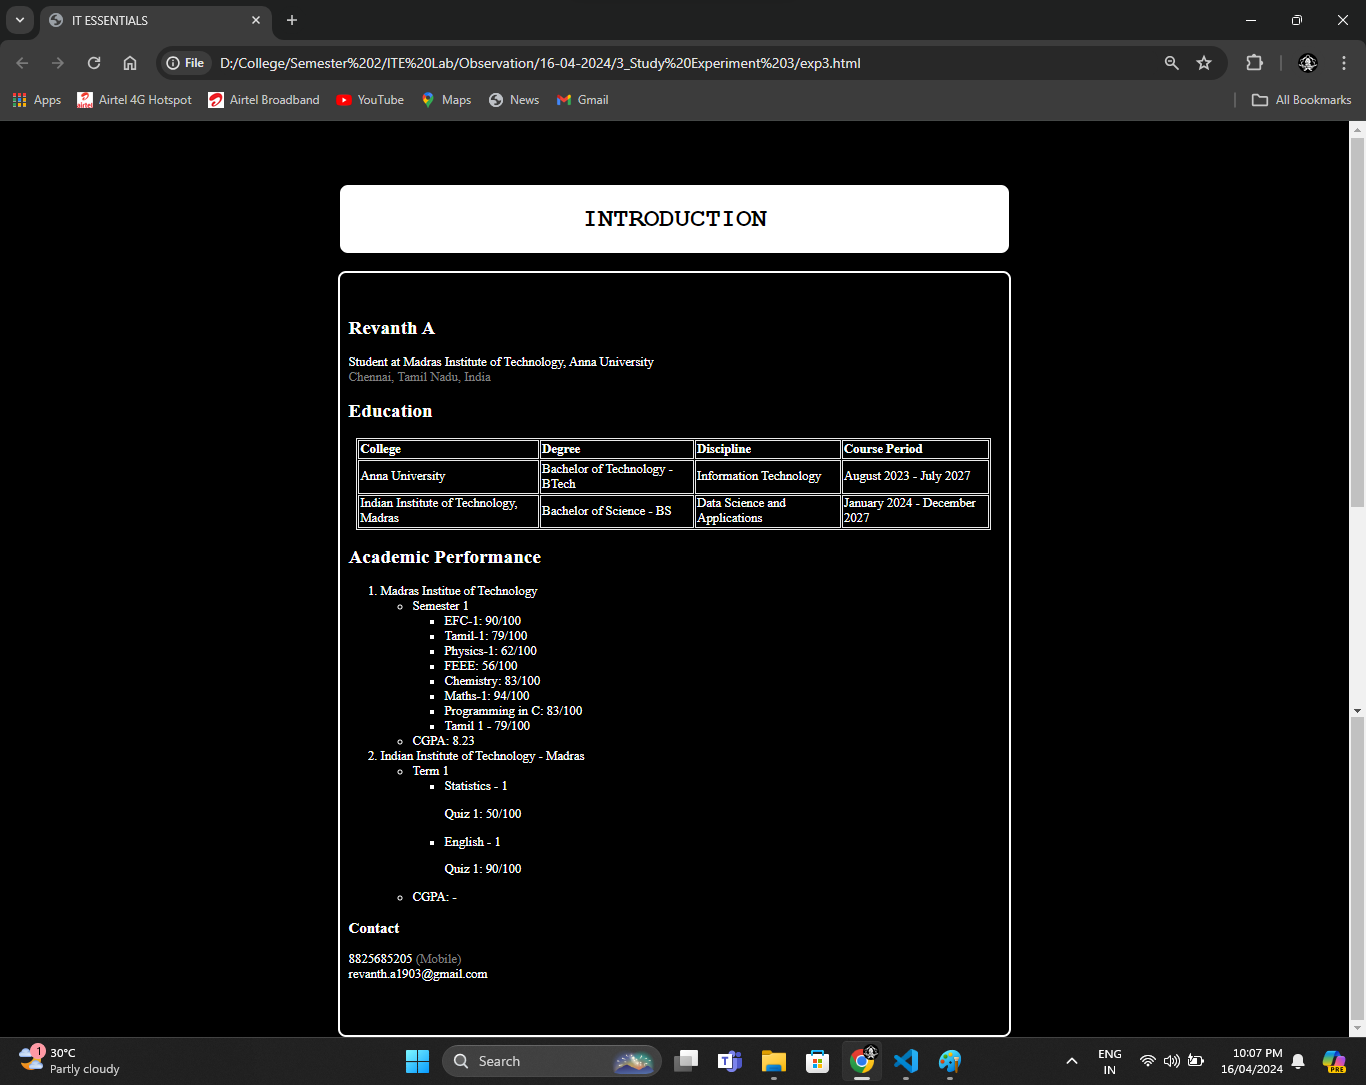 IT ESSENTIALS
File D:/College/Semester%202/ITE%20Lab/Observation/16-04-2024/3_Study%20Experiment%203/exp3.html
Apps Airtel 4G Hotspot Airtel Broadband YouTube Maps News Gmail All Bookmarks
INTRODUCTION
Revanth A
Student at Madras Institute of Technology, Anna University
Chennai, Tamil Nadu, India
Education
College Degree Discipline Course Period
Anna University Bachelor of Technology - BTech Information Technology August 2023 - July 2027
Indian Institute of Technology, Madras Bachelor of Science - BS Data Science and Applications January 2024 - December 2027
Academic Performance
1. Madras Institue of Technology
Semester 1
EFC-1: 90/100
Tamil-1: 79/100
Physics-1: 62/100
FEEE: 56/100
Chemistry: 83/100
Maths-1: 94/100
Programming in C: 83/100
Tamil 1 - 79/100
CGPA: 8.23
2. Indian Institute of Technology - Madras
Term 1
Statistics - 1
Quiz 1: 50/100
English - 1
Quiz 1: 90/100
CGPA: -
Contact
8825685205 (Mobile)
revanth.a1903@gmail.com
1
30°C
Partly cloudy
Search
ENG
IN
10:07 PM
16/04/2024
PRE